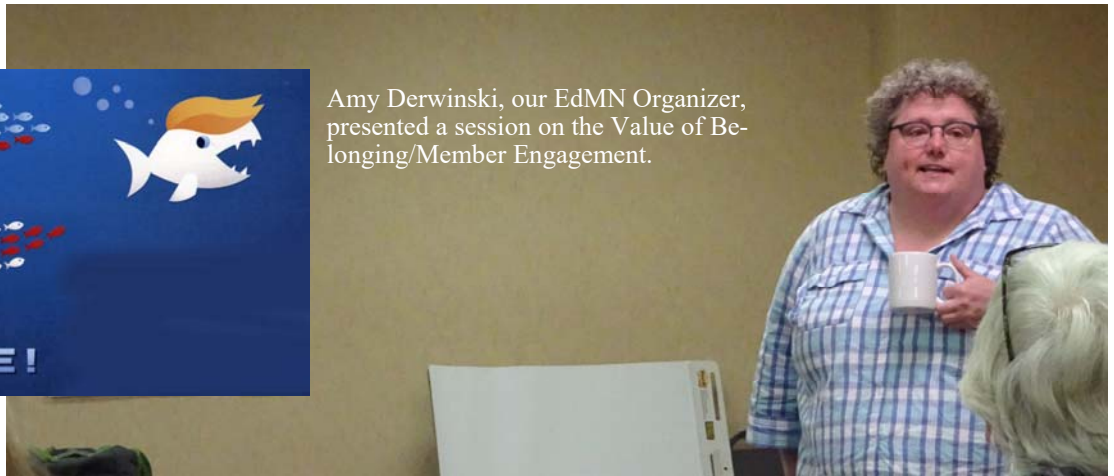 Amy Derwinski, our EdMN Organizer,
presented a session on the Value of Be-
longing/Member Engagement.
E!